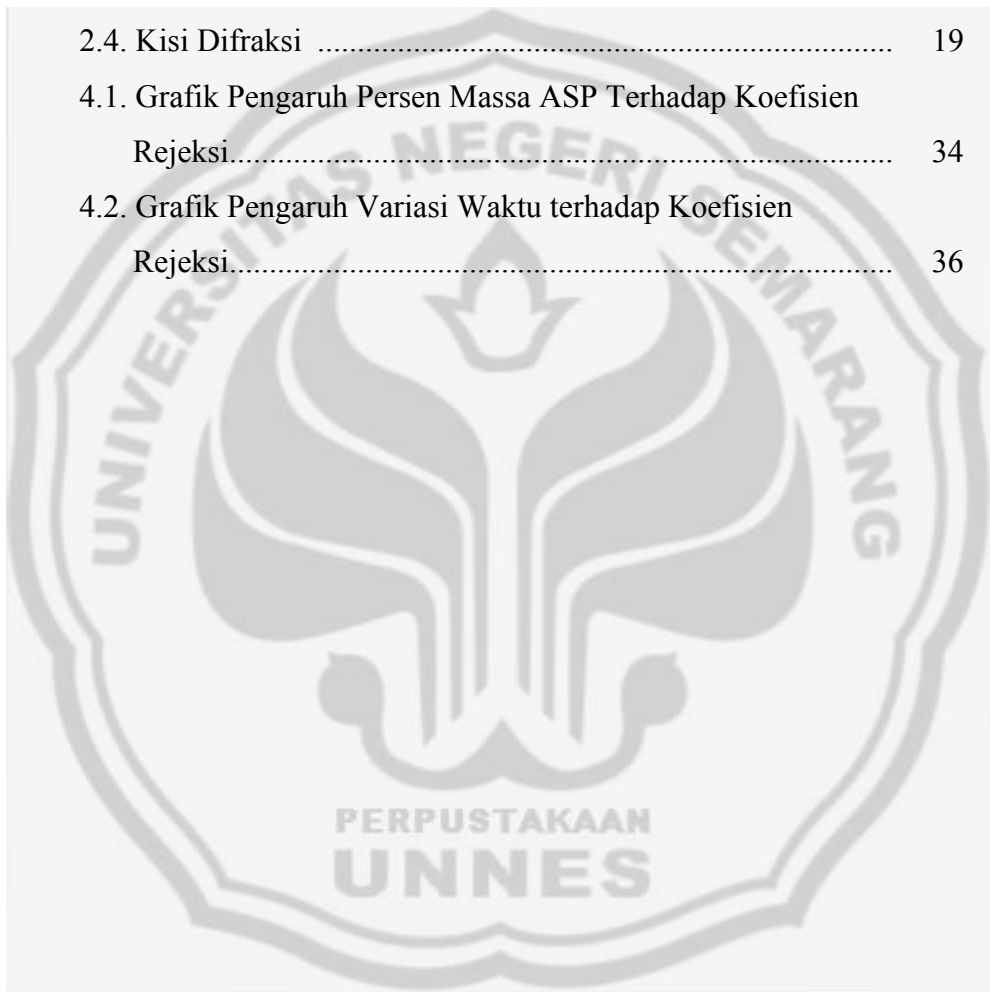 2.4. Kisi Difraksi ........................................................................ 19
4.1. Grafik Pengaruh Persen Massa ASP Terhadap Koefisien
Rejeksi................................................................................... 34
4.2. Grafik Pengaruh Variasi Waktu terhadap Koefisien
Rejeksi................................................................................... 36
UNIVERSITAS NEGERI SEMARANG
PERPUSTAKAAN
UNNES